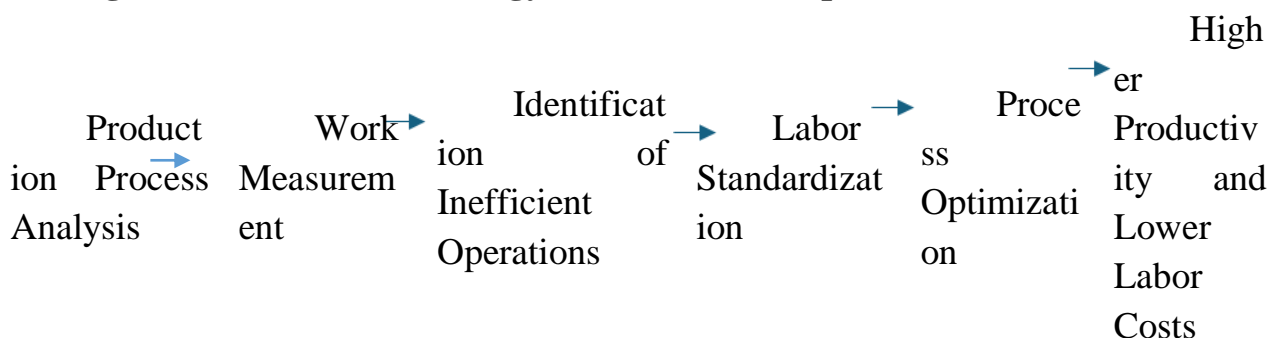 Product
ion Process
Analysis
Work
Measurem
ent
Identificat
ion of
Inefficient
Operations
Labor
Standardizat
ion
Proce
ss
Optimizati
on
High
er
Productiv
ity and
Lower
Labor
Costs